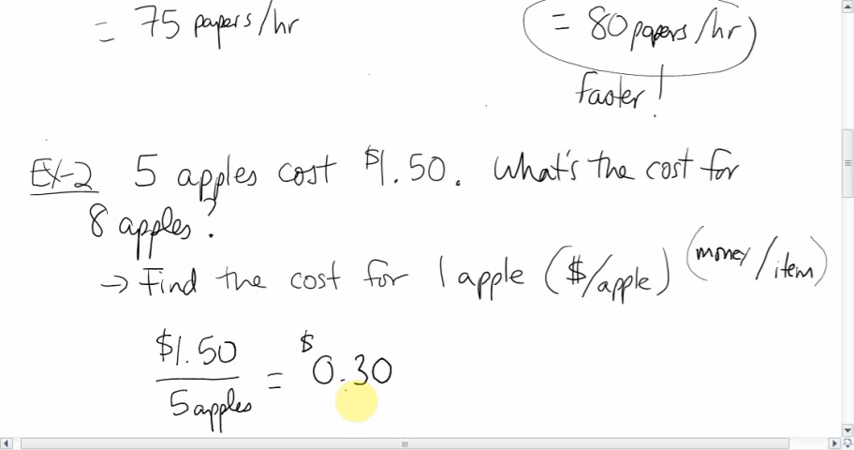 = 75 papers/hr
= 80 papers/hr
faster!
EX-2 5 apples cost $1.50. What's the cost for
8 apples?
→ Find the cost for 1 apple ($/apple) (money/item)
$1.50
5 apples
= $0.30